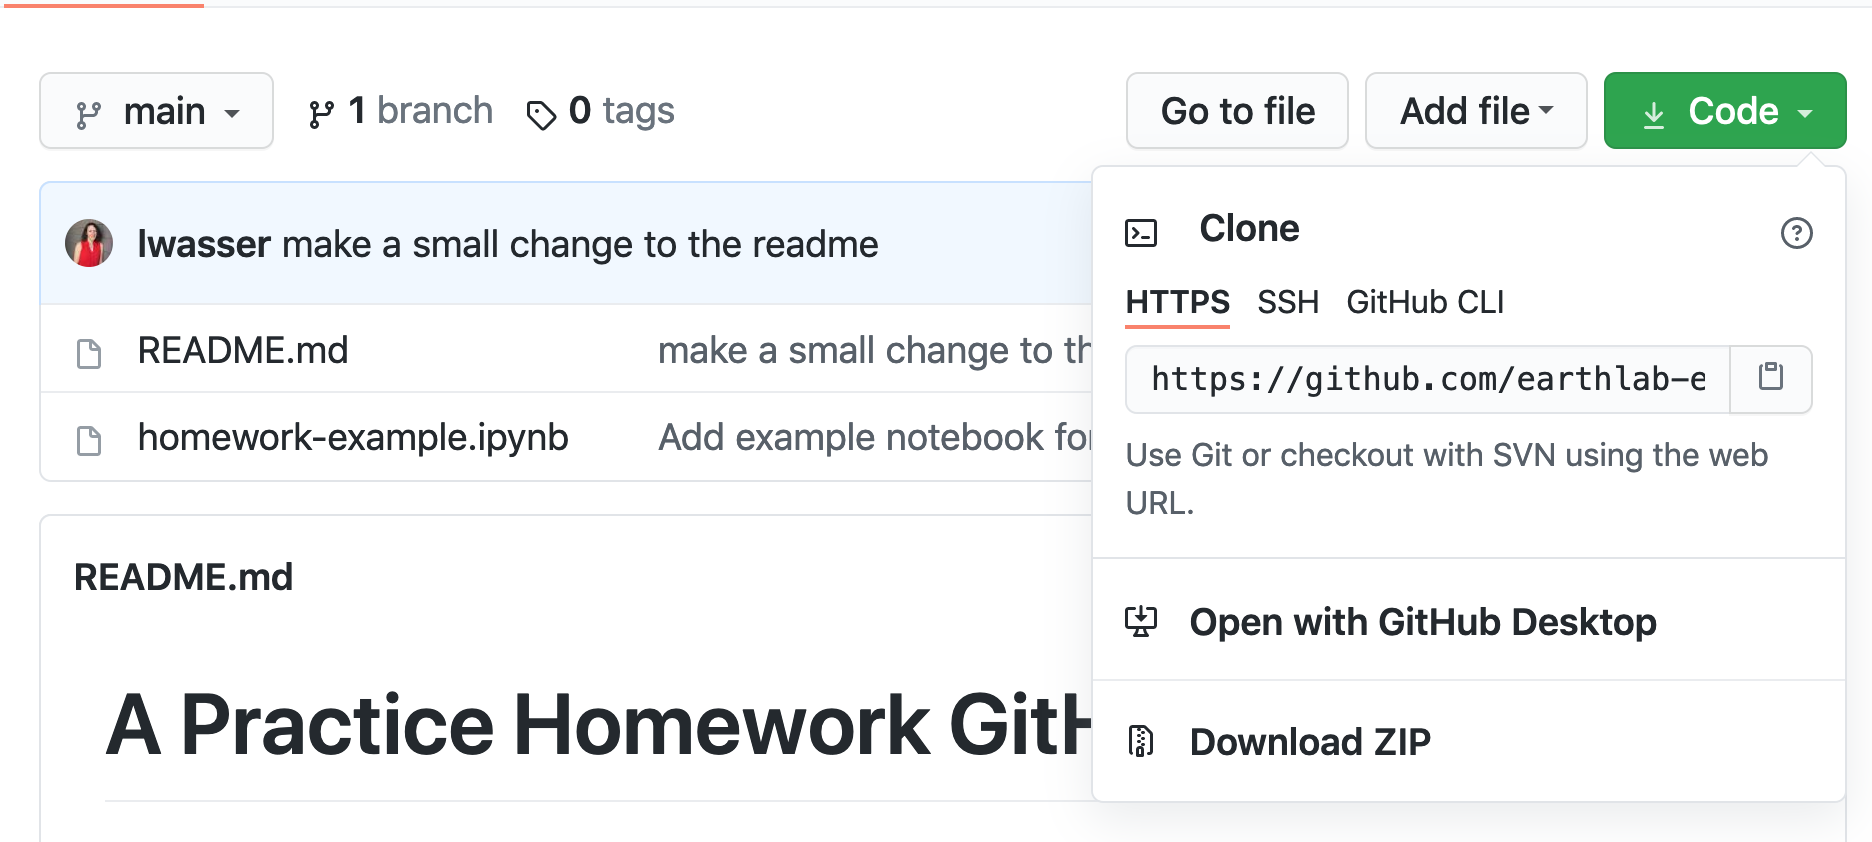 main
1 branch
0 tags
Go to file
Add file
Code
lwasser make a small change to the readme
README.md make a small change to th
homework-example.ipynb Add example notebook for
README.md
A Practice Homework GitH
Clone
HTTPS SSH GitHub CLI
https://github.com/earthlab-e
Use Git or checkout with SVN using the web
URL.
Open with GitHub Desktop
Download ZIP